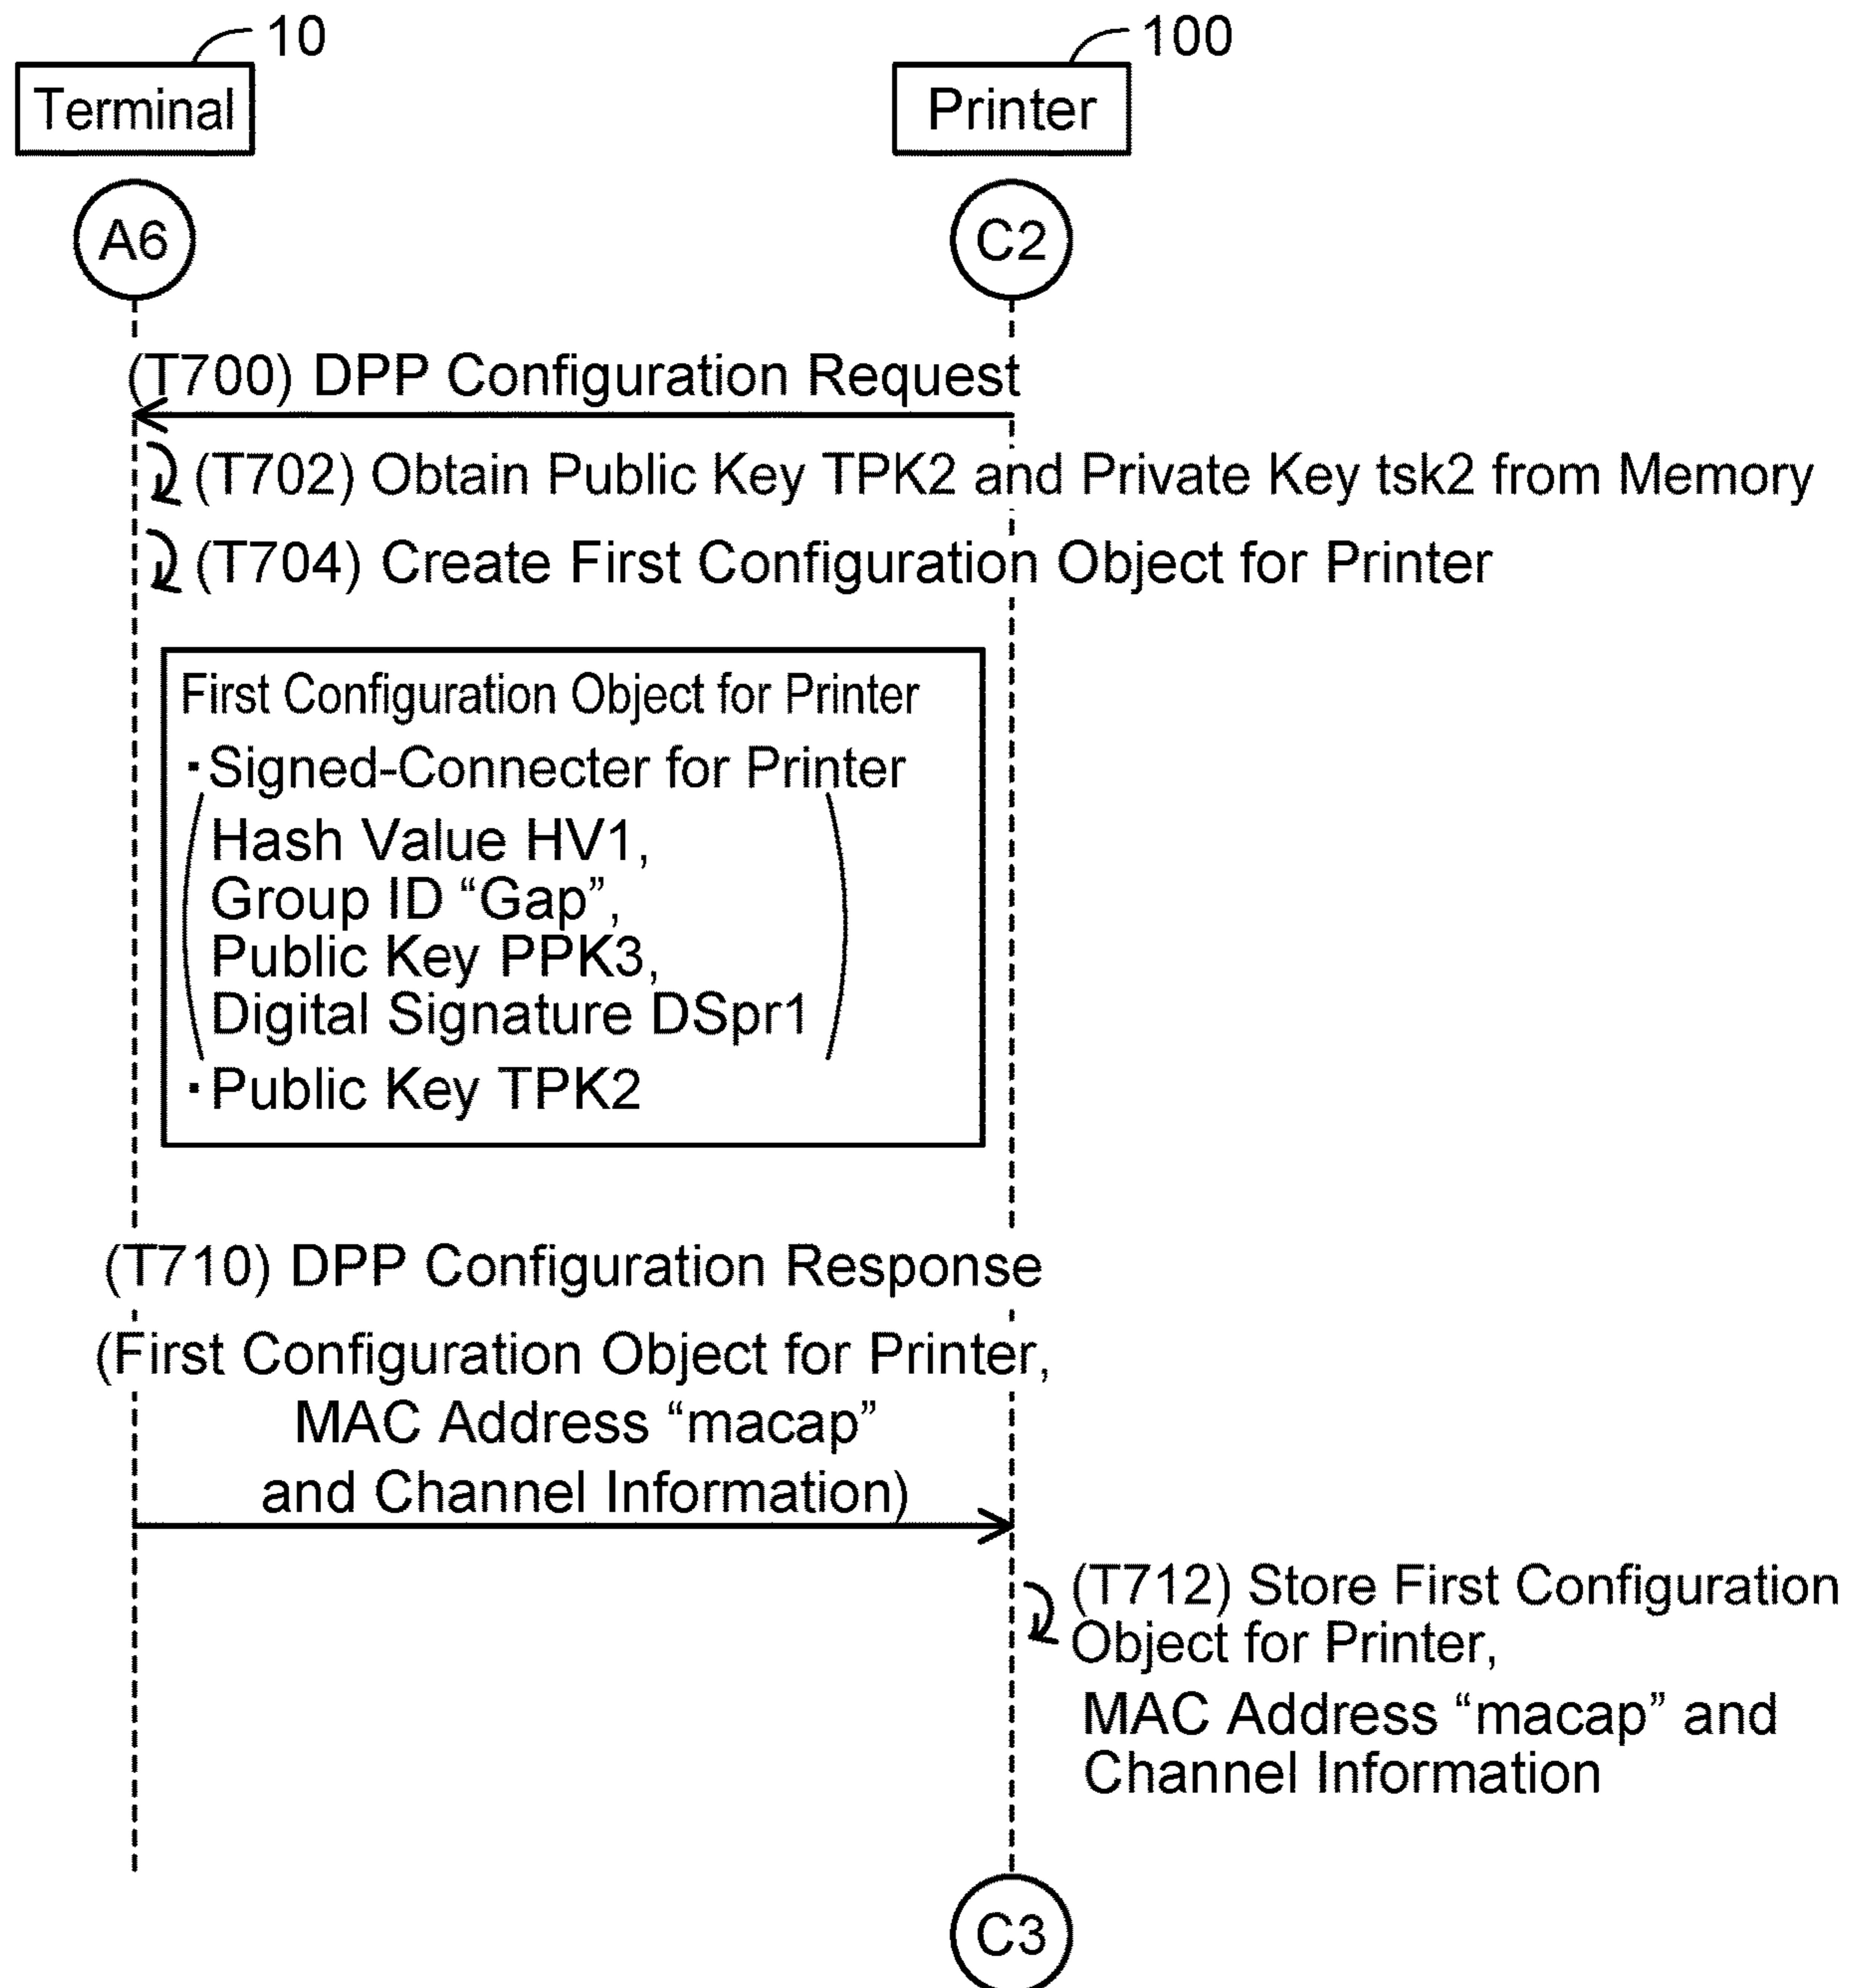 10
100
Terminal
Printer
A6
C2
(T700) DPP Configuration Request
(T702) Obtain Public Key TPK2 and Private Key tsk2 from Memory
(T704) Create First Configuration Object for Printer
First Configuration Object for Printer
・Signed-Connecter for Printer
Hash Value HV1,
Group ID “Gap”,
Public Key PPK3,
Digital Signature DSpr1
・Public Key TPK2
(T710) DPP Configuration Response
(First Configuration Object for Printer,
MAC Address “macap”
and Channel Information)
(T712) Store First Configuration
Object for Printer,
MAC Address “macap” and
Channel Information
C3